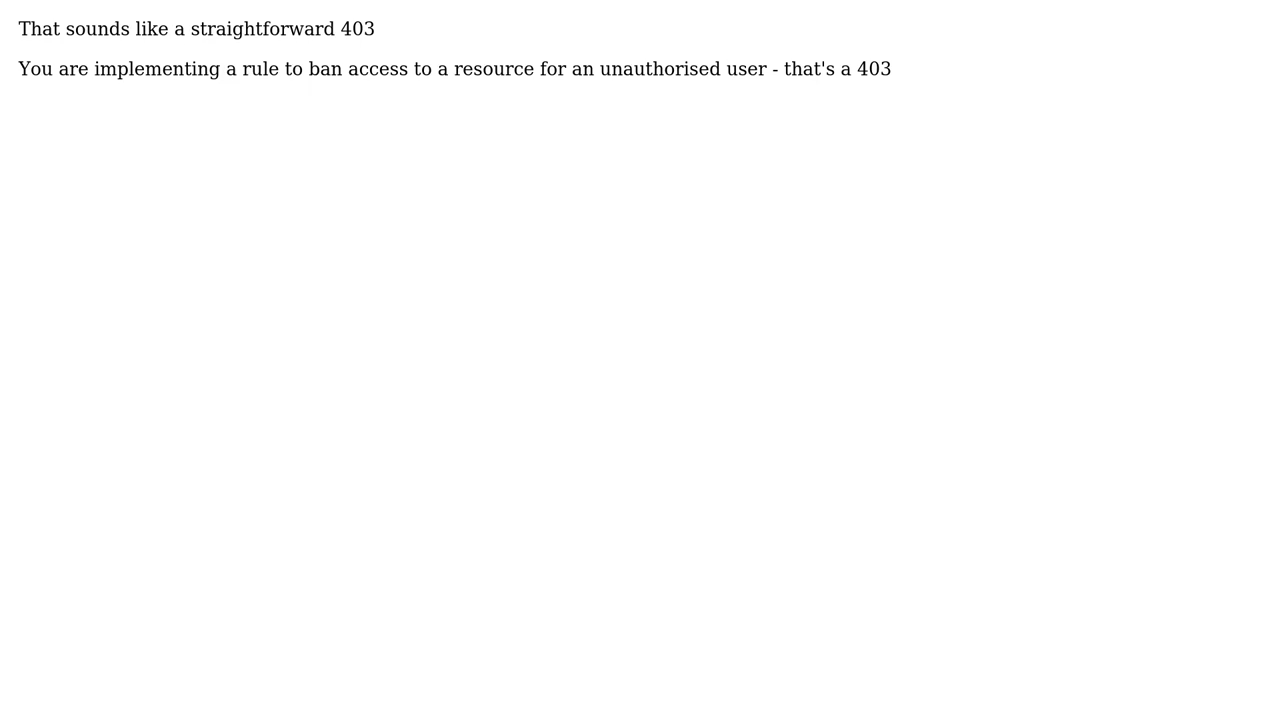 That sounds like a straightforward 403
You are implementing a rule to ban access to a resource for an unauthorised user - that's a 403